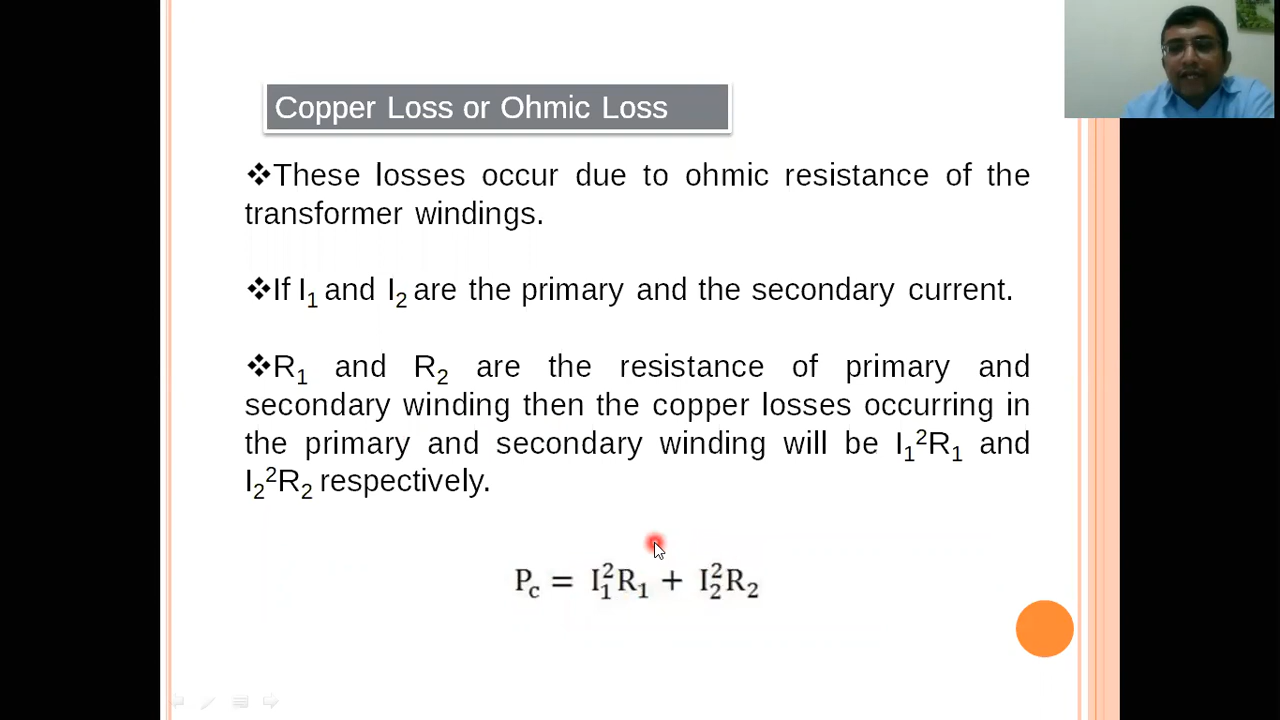 Copper Loss or Ohmic Loss
❖These losses occur due to ohmic resistance of the
transformer windings.
❖If I₁ and I₂ are the primary and the secondary current.
❖R₁ and R₂ are the resistance of primary and
secondary winding then the copper losses occurring in
the primary and secondary winding will be I₁²R₁ and
I₂²R₂ respectively.
P_c = I₁²R₁ + I₂²R₂